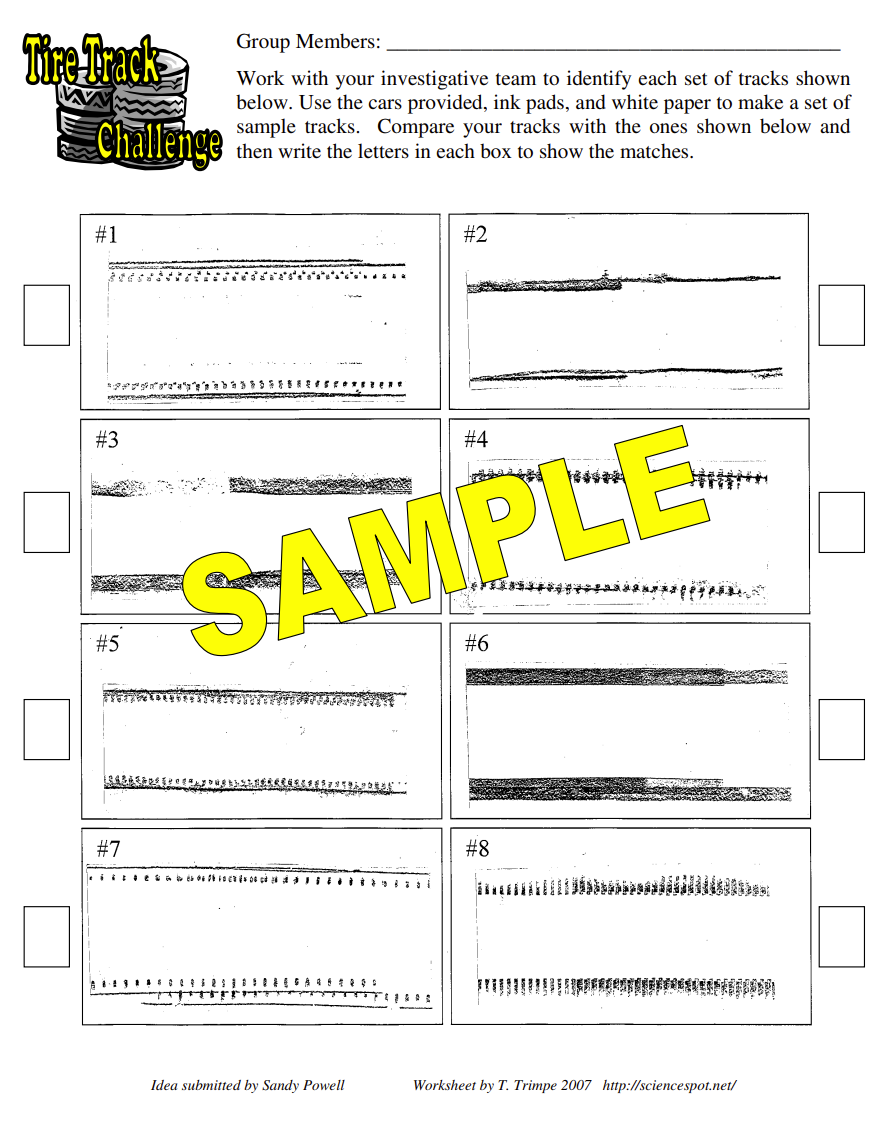 Tire Track
Challenge
Group Members: ___________________________________________
Work with your investigative team to identify each set of tracks shown
below. Use the cars provided, ink pads, and white paper to make a set of
sample tracks.  Compare your tracks with the ones shown below and
then write the letters in each box to show the matches.
#1
#2
#3
#4
SAMPLE
#5
#6
#7
#8
Idea submitted by Sandy Powell
Worksheet by T. Trimpe 2007   http://sciencespot.net/